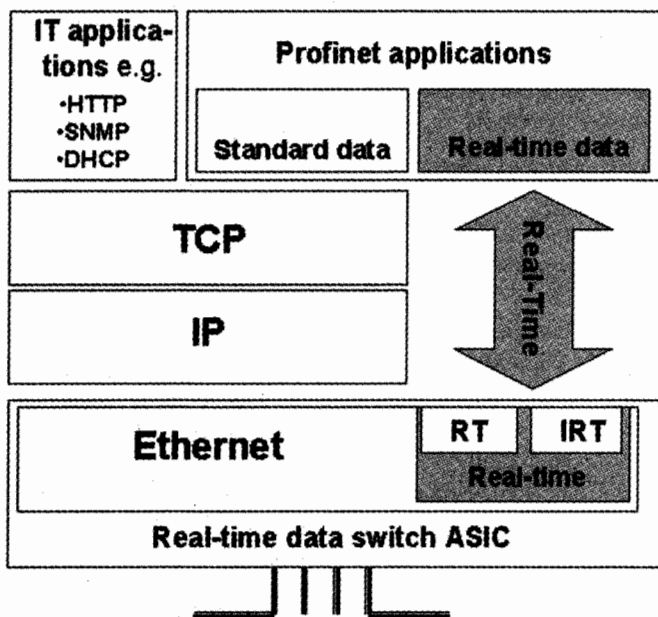 IT applica-
tions e.g.
•HTTP
•SNMP
•DHCP
Profinet applications
Standard data
Real-time data
TCP
IP
Real-Time
Ethernet
RT
IRT
Real-time
Real-time data switch ASIC